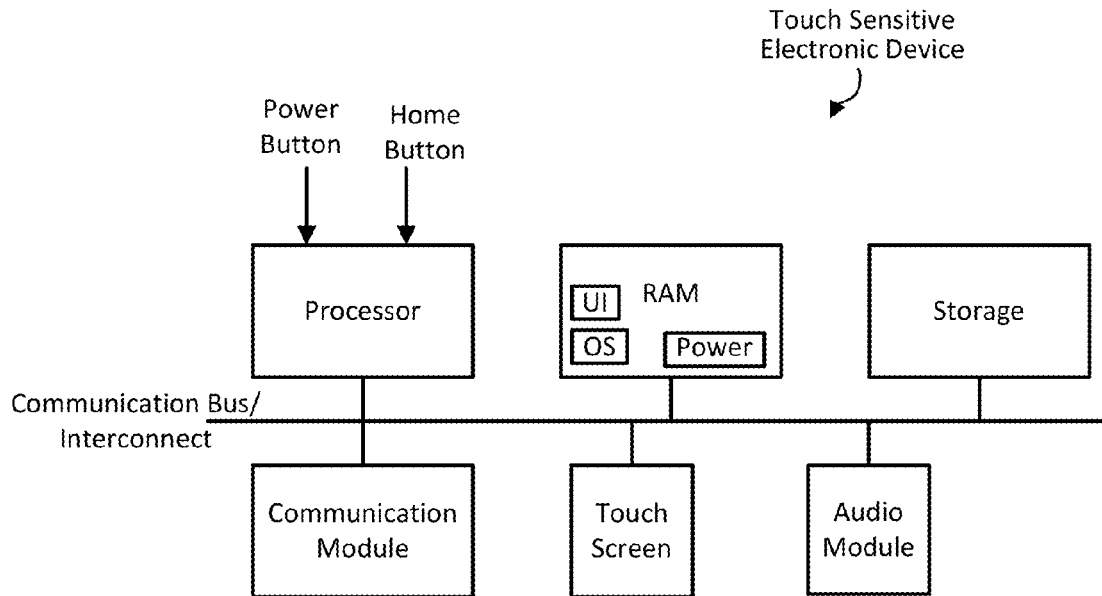 Touch Sensitive
Electronic Device
Power
Button
Home
Button
Processor
RAM
UI
OS
Power
Storage
Communication Bus/
Interconnect
Communication
Module
Touch
Screen
Audio
Module